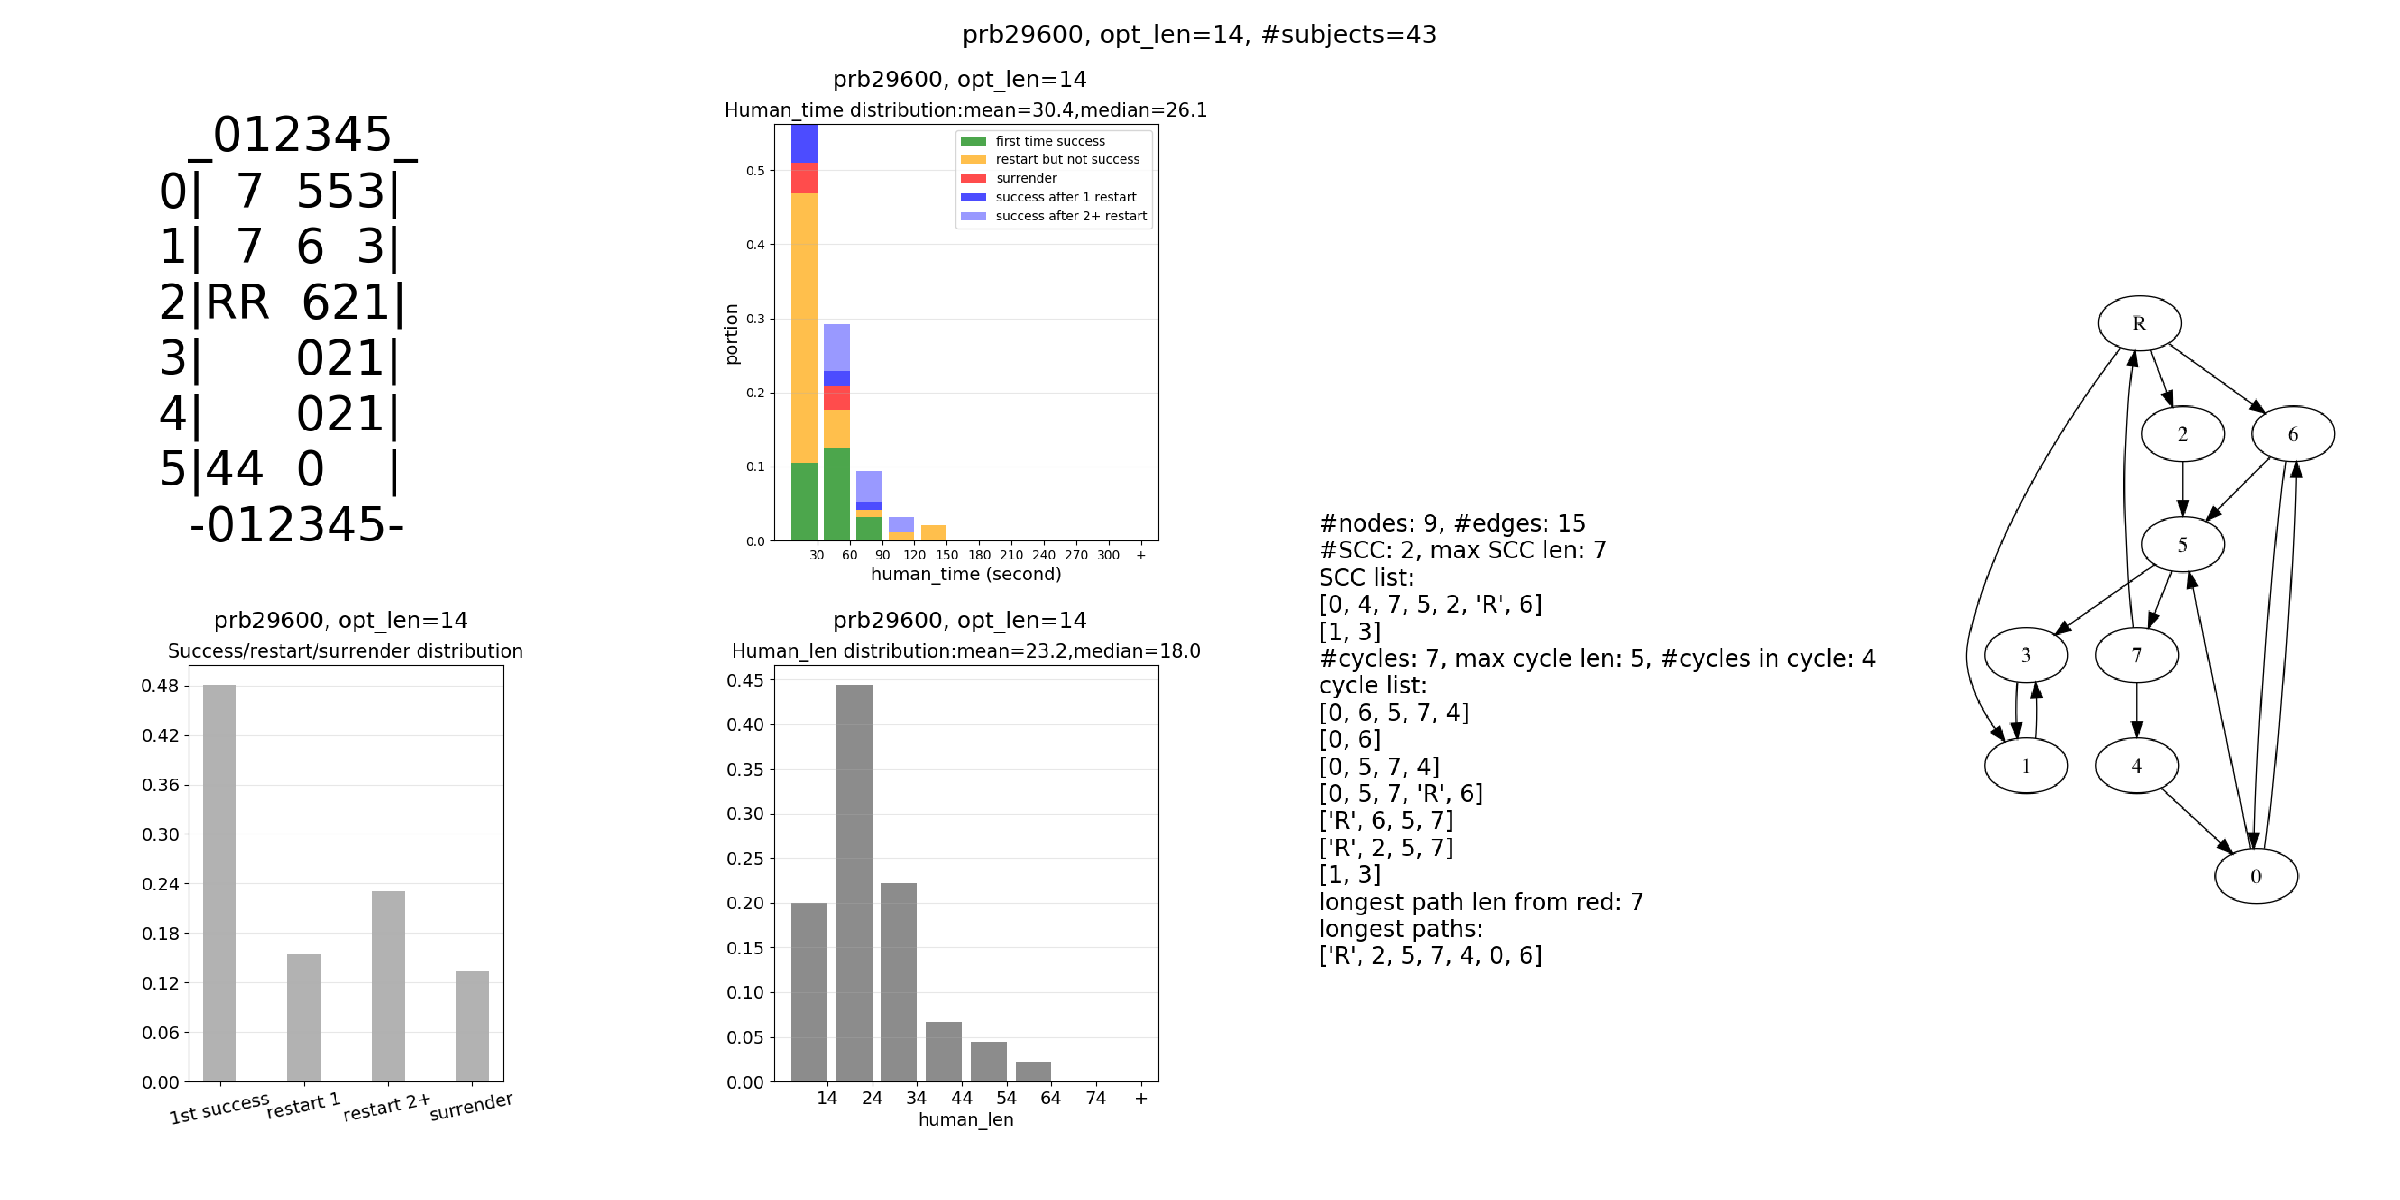 prb29600, opt_len=14, #subjects=43
_012345_
0|  7  553|
1|  7  6  3|
2|RR  621|
3|      021|
4|      021|
5|44  0    |
-012345-
prb29600, opt_len=14
Human_time distribution:mean=30.4,median=26.1
first time success
restart but not success
surrender
success after 1 restart
success after 2+ restart
0.5
0.4
0.3
0.2
0.1
0.0
portion
30 60 90 120 150 180 210 240 270 300 +
human_time (second)
prb29600, opt_len=14
Success/restart/surrender distribution
0.48
0.42
0.36
0.30
0.24
0.18
0.12
0.06
0.00
1st success restart 1 restart 2+ surrender
prb29600, opt_len=14
Human_len distribution:mean=23.2,median=18.0
0.45
0.40
0.35
0.30
0.25
0.20
0.15
0.10
0.05
0.00
14 24 34 44 54 64 74 +
human_len
#nodes: 9, #edges: 15
#SCC: 2, max SCC len: 7
SCC list:
[0, 4, 7, 5, 2, 'R', 6]
[1, 3]
#cycles: 7, max cycle len: 5, #cycles in cycle: 4
cycle list:
[0, 6, 5, 7, 4]
[0, 6]
[0, 5, 7, 4]
[0, 5, 7, 'R', 6]
['R', 6, 5, 7]
['R', 2, 5, 7]
[1, 3]
longest path len from red: 7
longest paths:
['R', 2, 5, 7, 4, 0, 6]
R
2 6
5
3 7
1 4
0